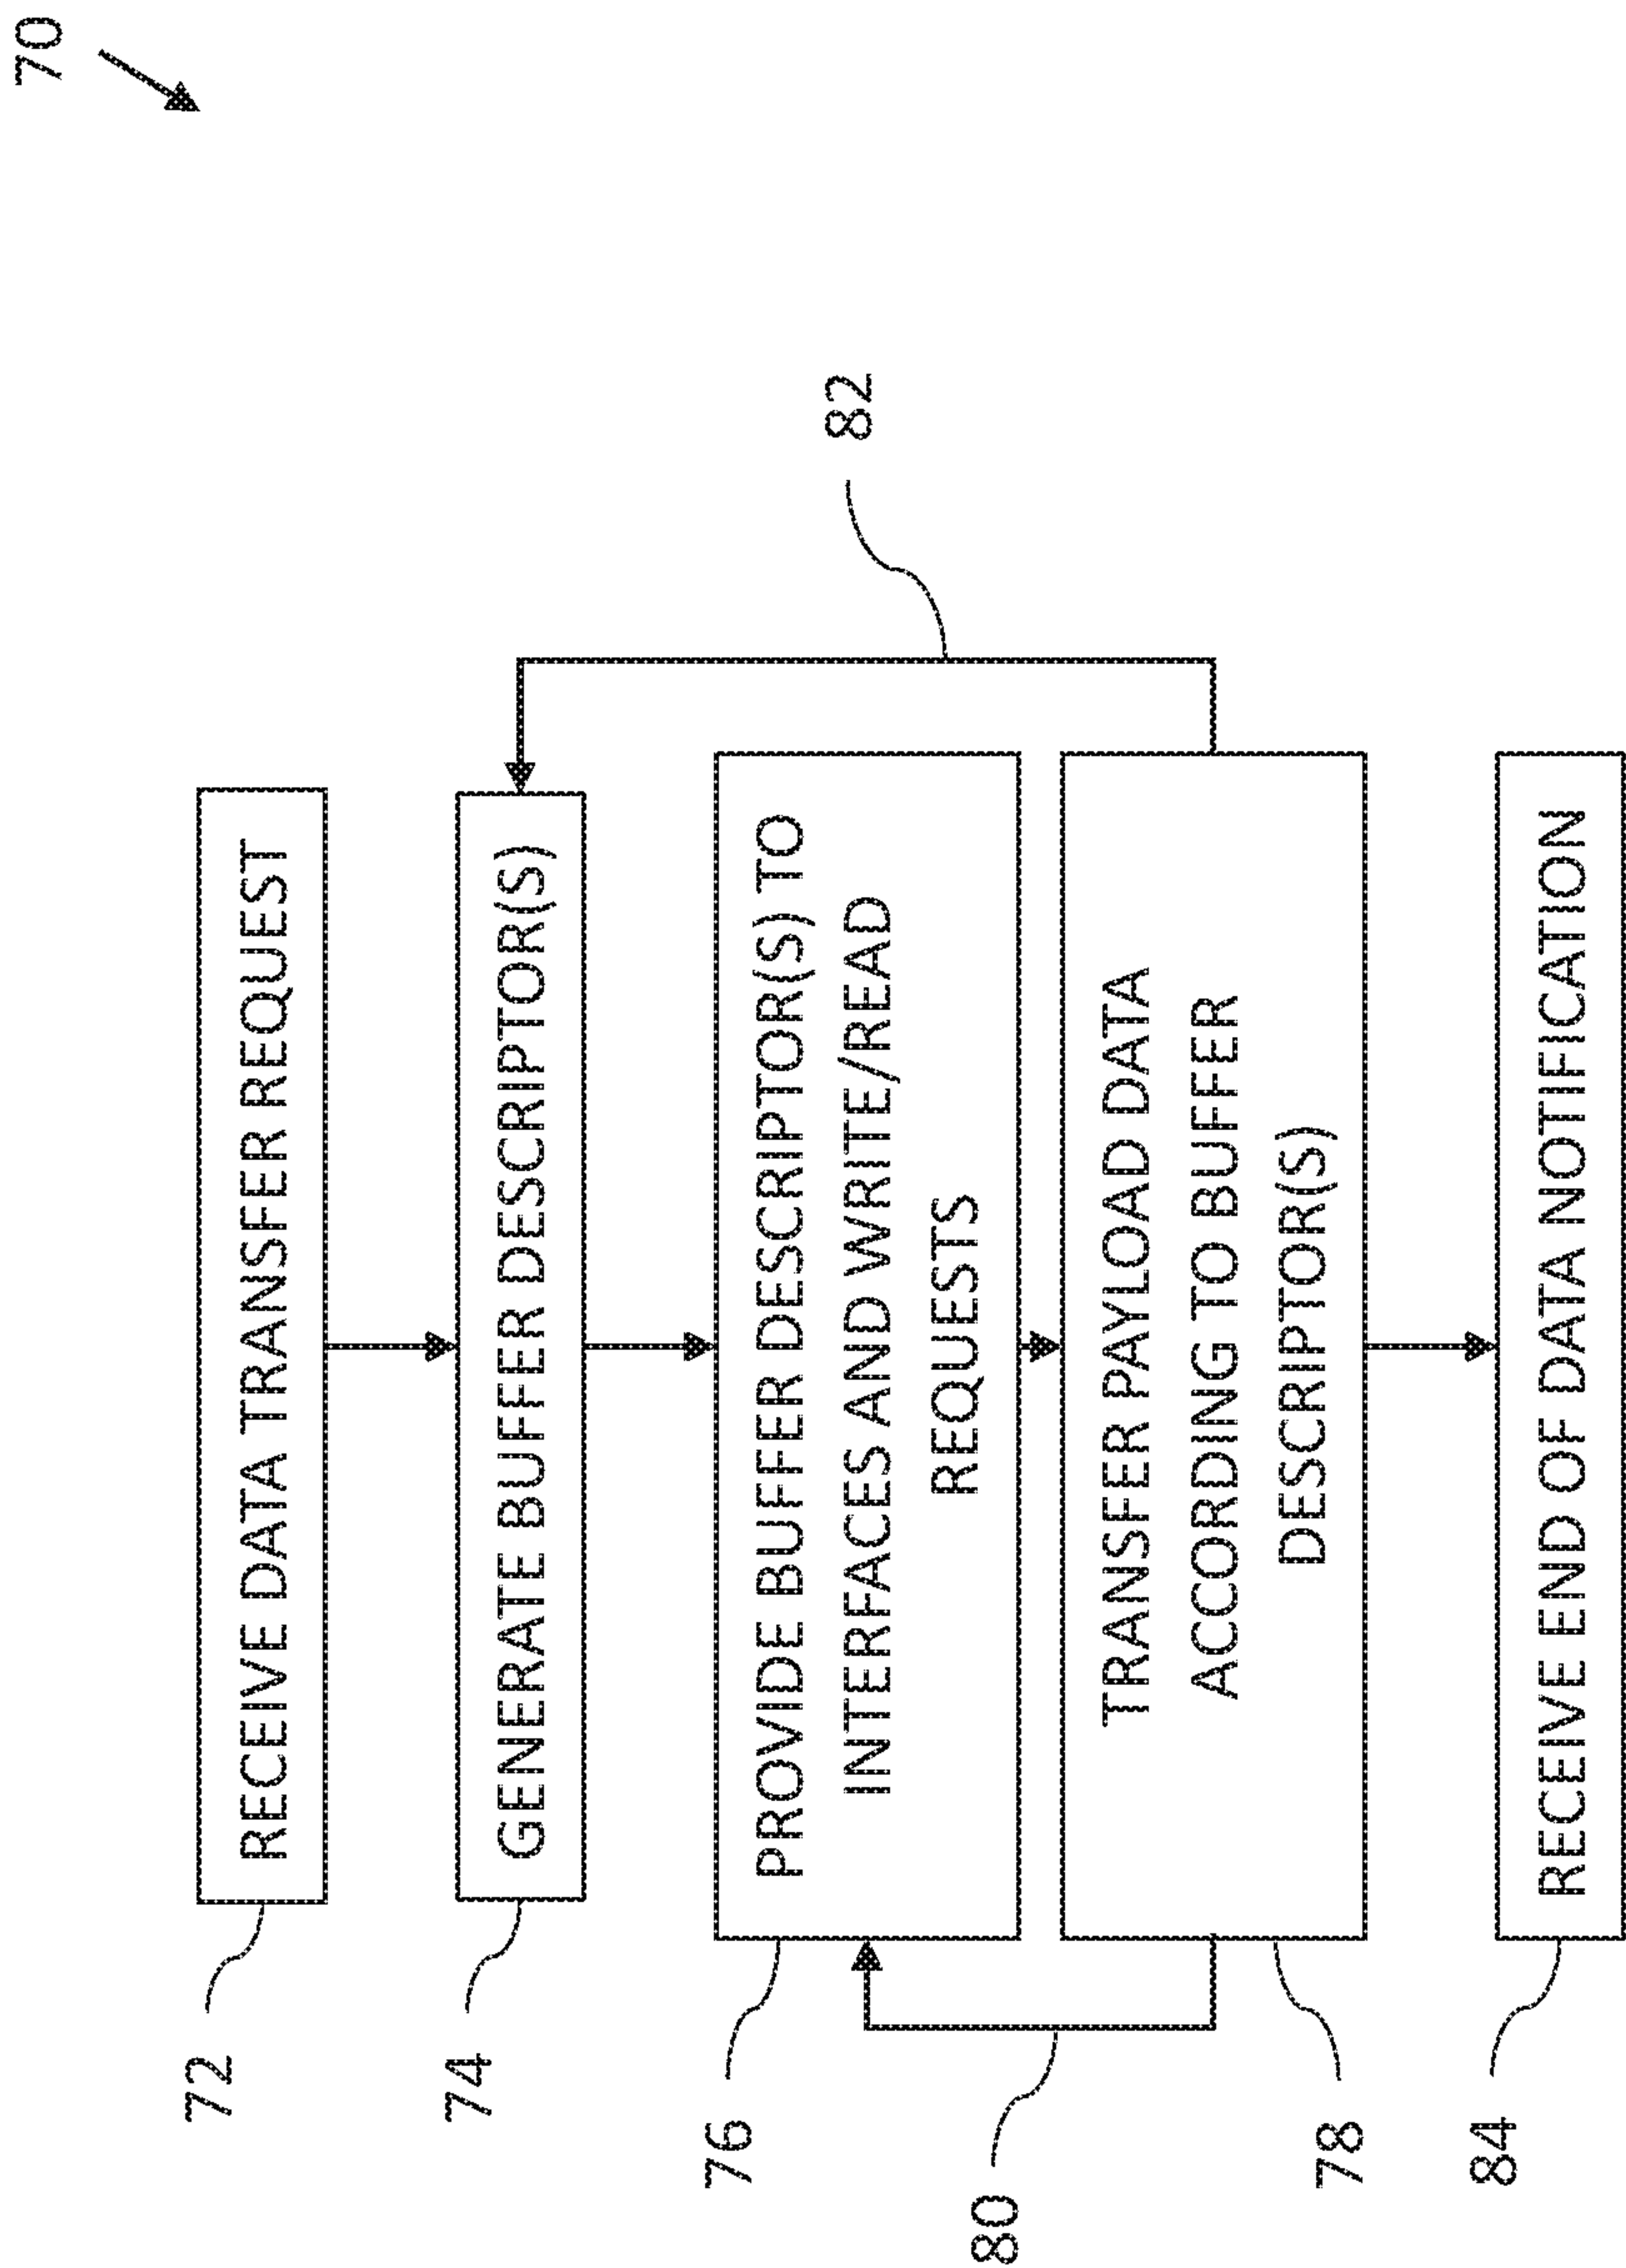 70
72
RECEIVE DATA TRANSFER REQUEST
74
GENERATE BUFFER DESCRIPTOR(S)
82
76
PROVIDE BUFFER DESCRIPTOR(S) TO
INTERFACES AND WRITE/READ
REQUESTS
80
78
TRANSFER PAYLOAD DATA
ACCORDING TO BUFFER
DESCRIPTOR(S)
84
RECEIVE END OF DATA NOTIFICATION